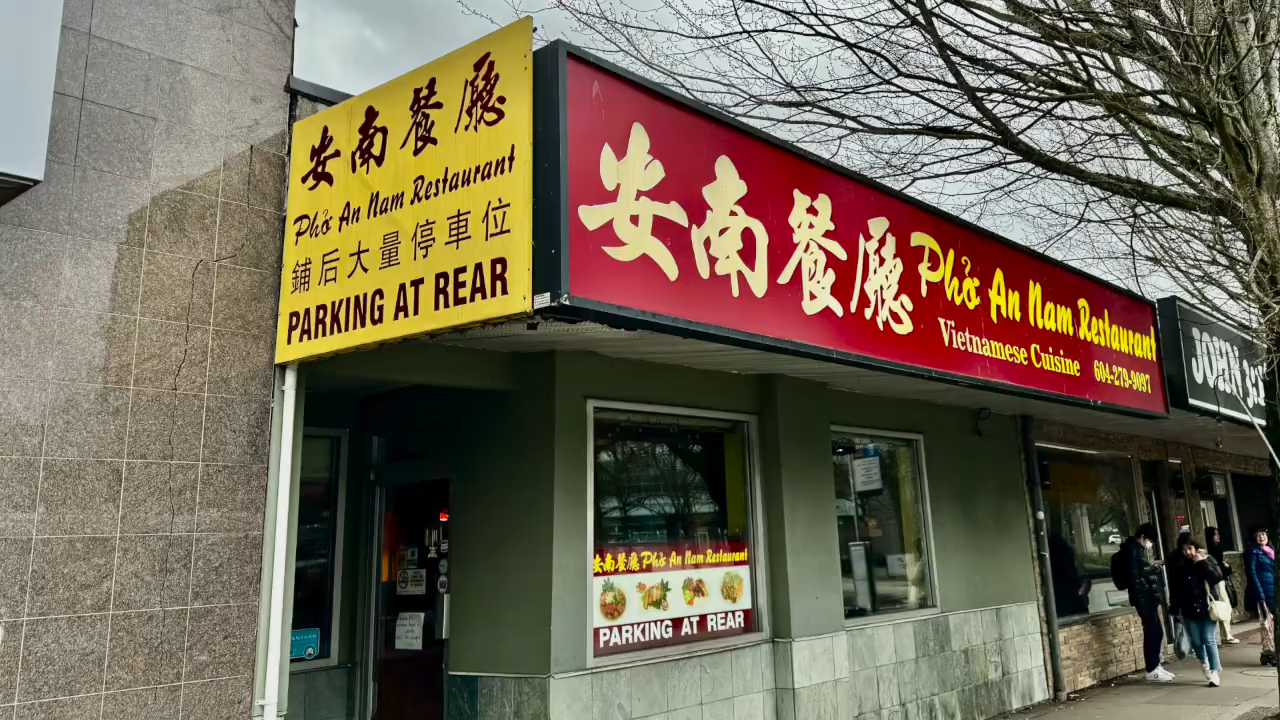 安南餐廳
Phở An Nam Restaurant
鋪后大量停車位
PARKING AT REAR
安南餐廳
Phở An Nam Restaurant
Vietnamese Cuisine 604-279-9097
安南餐廳 Phở An Nam Restaurant
PARKING AT REAR
JOHN